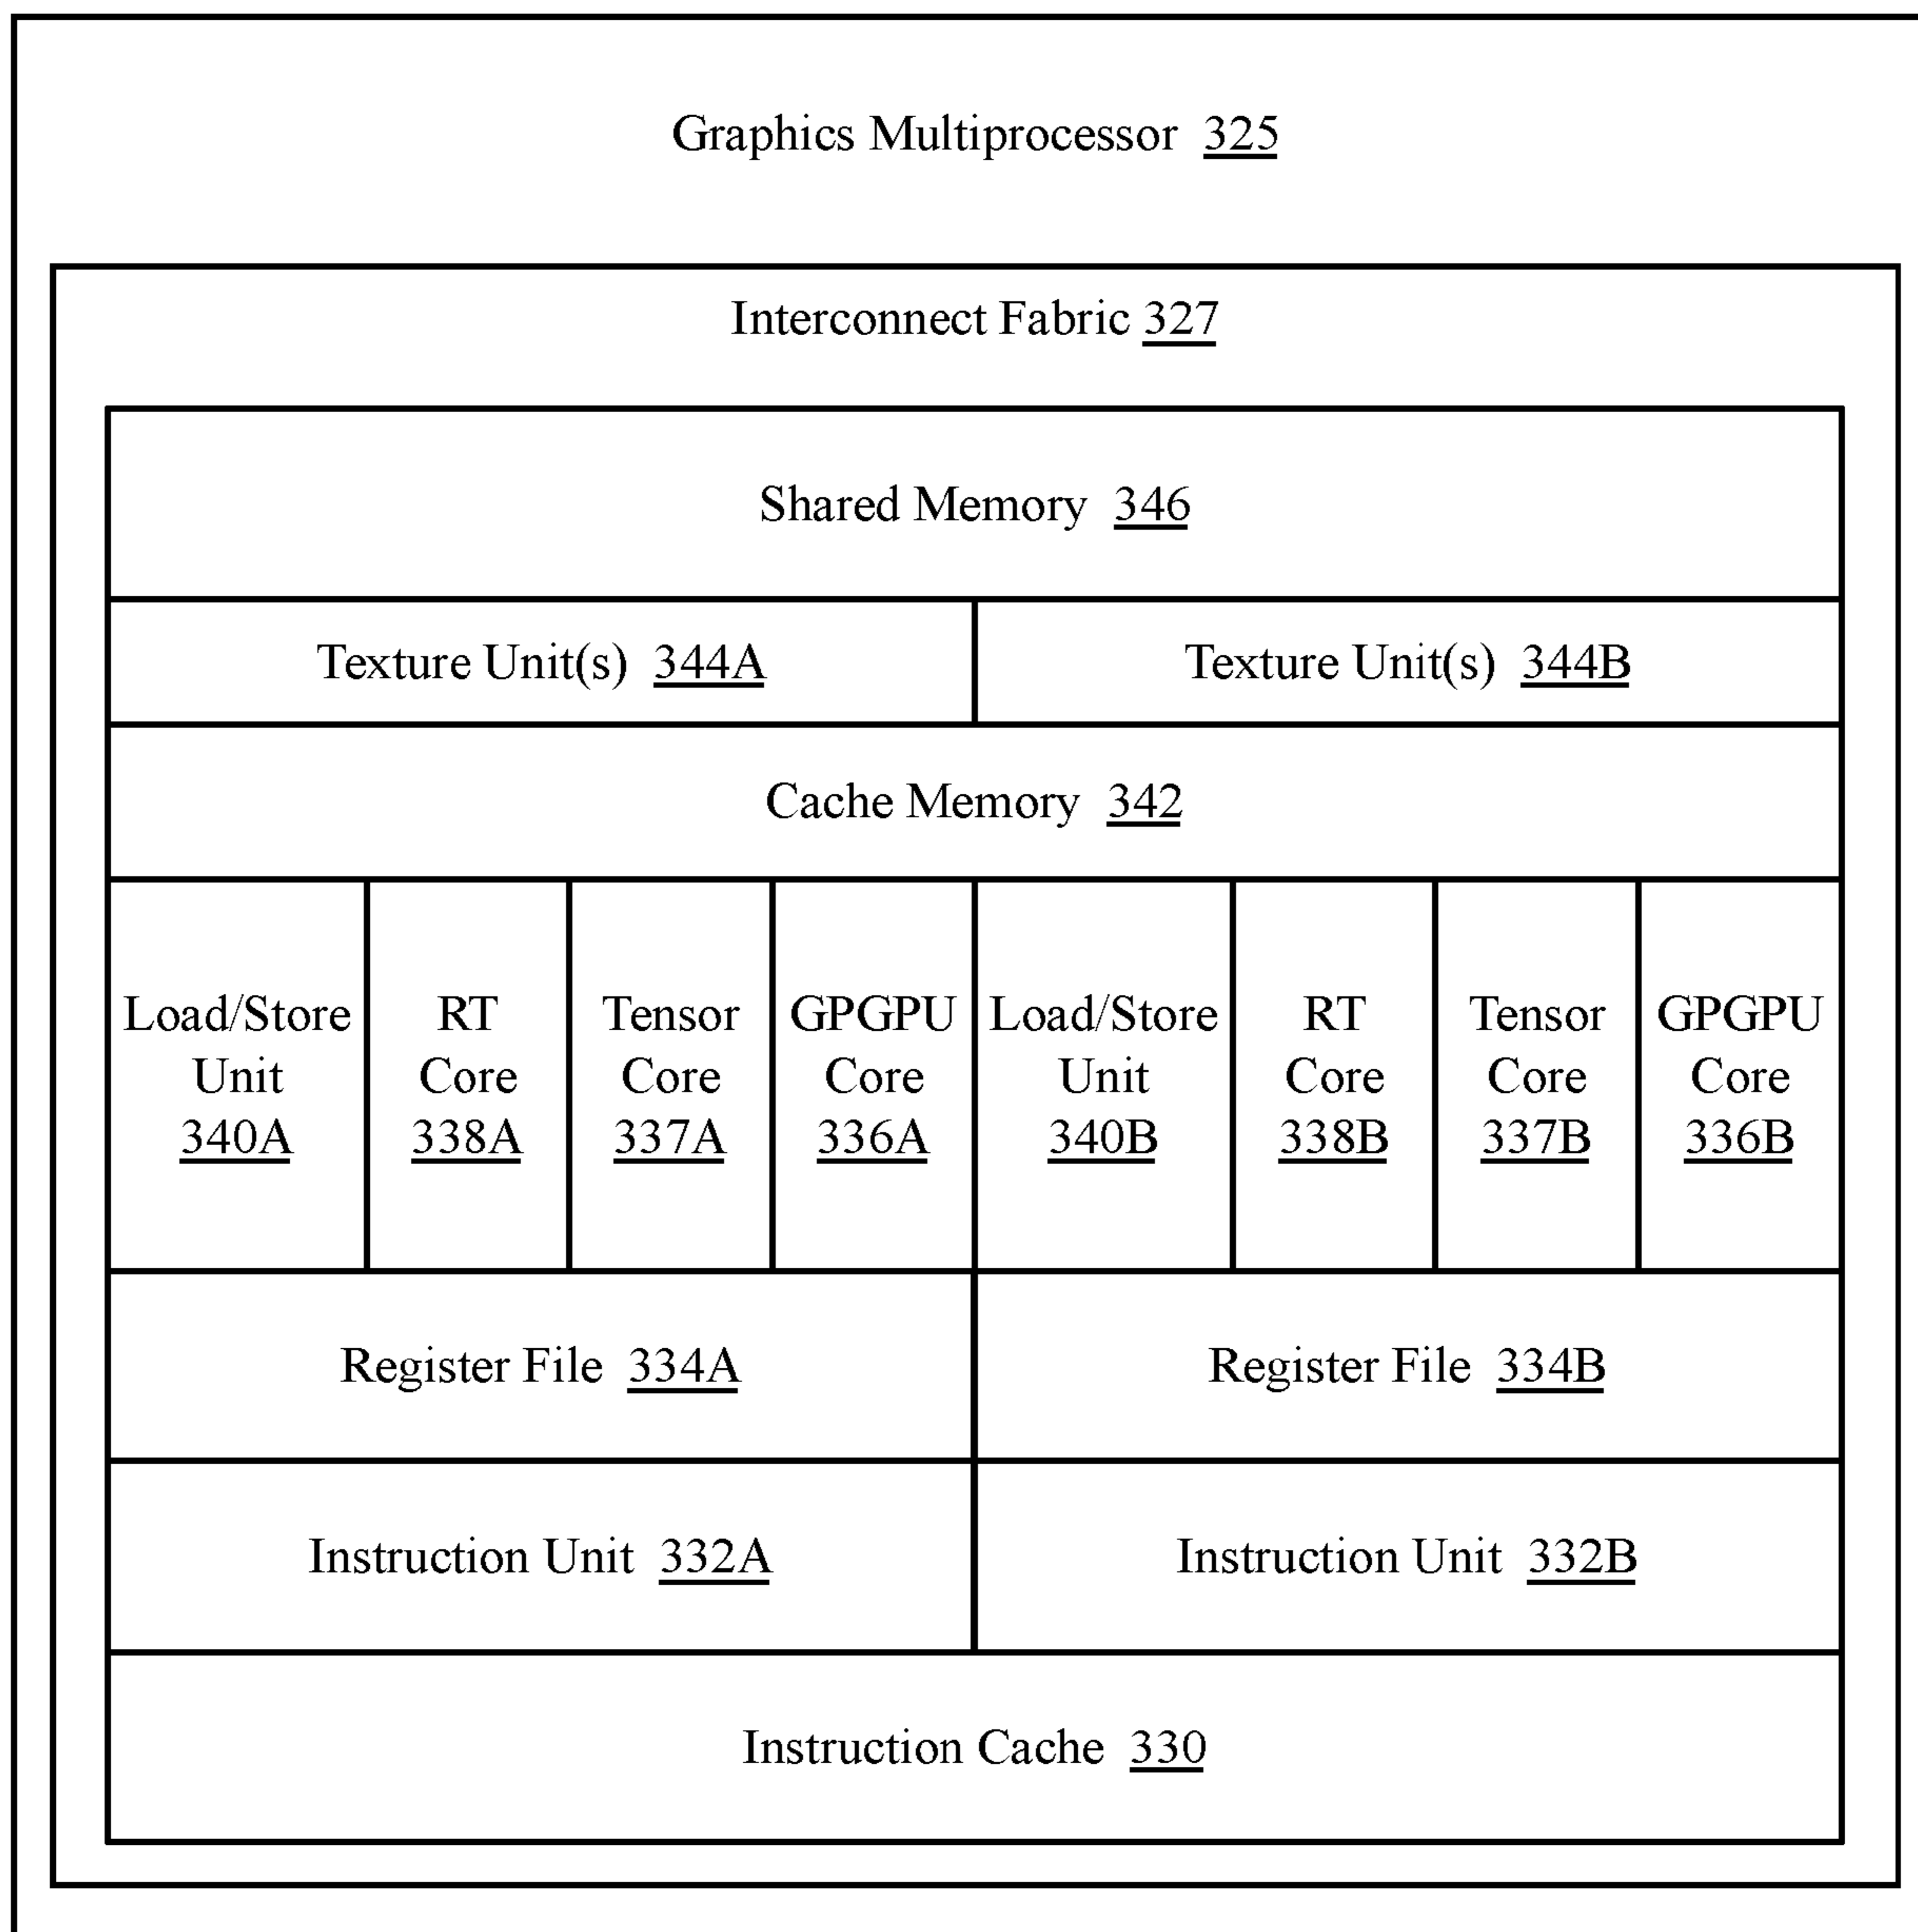 Graphics Multiprocessor 325
Interconnect Fabric 327
Shared Memory 346
Texture Unit(s) 344A
Texture Unit(s) 344B
Cache Memory 342
Load/Store
Unit
340A
RT
Core
338A
Tensor
Core
337A
GPGPU
Core
336A
Load/Store
Unit
340B
RT
Core
338B
Tensor
Core
337B
GPGPU
Core
336B
Register File 334A
Register File 334B
Instruction Unit 332A
Instruction Unit 332B
Instruction Cache 330